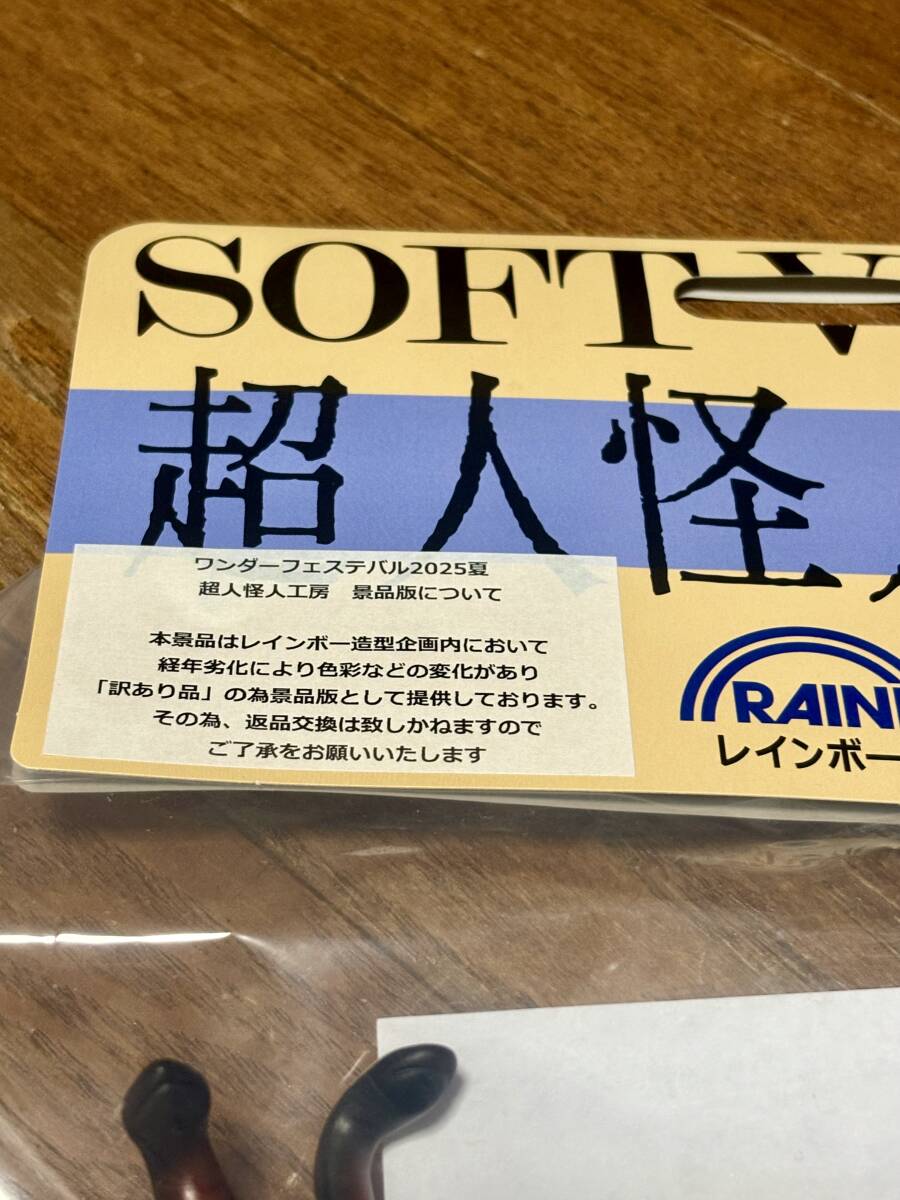 SOFT V
超人怪人
ワンダーフェステバル2025夏
超人怪人工房　景品版について
本景品はレインボー造型企画内において
経年劣化により色彩などの変化があり
「訳あり品」の為景品版として提供しております。
その為、返品交換は致しかねますので
ご了承をお願いいたします
RAIN
レインボー